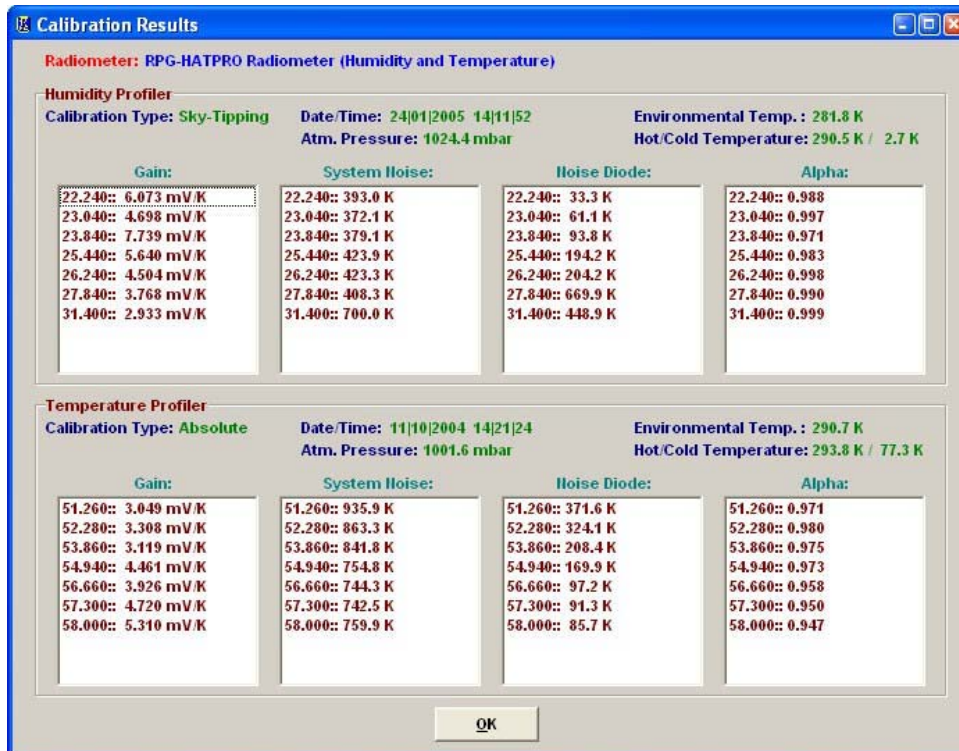 Calibration Results
Radiometer: RPG-HATPRO Radiometer (Humidity and Temperature)
Humidity Profiler
Calibration Type: Sky-Tipping Date/Time: 24|01|2005 14|11|52 Environmental Temp. : 281.8 K
Atm. Pressure: 1024.4 mbar Hot/Cold Temperature: 290.5 K / 2.7 K
Gain: System Noise: Noise Diode: Alpha:
22.240:: 6.073 mV/K 22.240:: 393.0 K 22.240:: 33.3 K 22.240:: 0.988
23.040:: 4.698 mV/K 23.040:: 372.1 K 23.040:: 61.1 K 23.040:: 0.997
23.840:: 7.739 mV/K 23.840:: 379.1 K 23.840:: 93.8 K 23.840:: 0.971
25.440:: 5.640 mV/K 25.440:: 423.9 K 25.440:: 194.2 K 25.440:: 0.983
26.240:: 4.504 mV/K 26.240:: 423.3 K 26.240:: 204.2 K 26.240:: 0.998
27.840:: 3.768 mV/K 27.840:: 408.3 K 27.840:: 669.9 K 27.840:: 0.990
31.400:: 2.933 mV/K 31.400:: 700.0 K 31.400:: 448.9 K 31.400:: 0.999
Temperature Profiler
Calibration Type: Absolute Date/Time: 11|10|2004 14|21|24 Environmental Temp. : 290.7 K
Atm. Pressure: 1001.6 mbar Hot/Cold Temperature: 293.8 K / 77.3 K
Gain: System Noise: Noise Diode: Alpha:
51.260:: 3.049 mV/K 51.260:: 935.9 K 51.260:: 371.6 K 51.260:: 0.971
52.280:: 3.308 mV/K 52.280:: 863.3 K 52.280:: 324.1 K 52.280:: 0.980
53.860:: 3.119 mV/K 53.860:: 841.8 K 53.860:: 208.4 K 53.860:: 0.975
54.940:: 4.461 mV/K 54.940:: 754.8 K 54.940:: 169.9 K 54.940:: 0.973
56.660:: 3.926 mV/K 56.660:: 744.3 K 56.660:: 97.2 K 56.660:: 0.958
57.300:: 4.720 mV/K 57.300:: 742.5 K 57.300:: 91.3 K 57.300:: 0.950
58.000:: 5.310 mV/K 58.000:: 759.9 K 58.000:: 85.7 K 58.000:: 0.947
OK